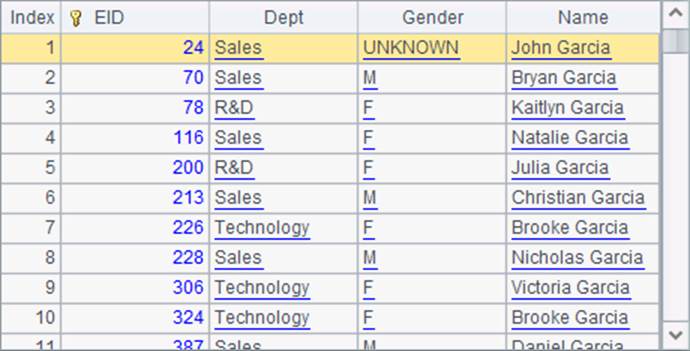 Index EID Dept Gender Name
1 24 Sales UNKNOWN John Garcia
2 70 Sales M Bryan Garcia
3 78 R&D F Kaitlyn Garcia
4 116 Sales F Natalie Garcia
5 200 R&D F Julia Garcia
6 213 Sales M Christian Garcia
7 226 Technology F Brooke Garcia
8 228 Sales M Nicholas Garcia
9 306 Technology F Victoria Garcia
10 324 Technology F Brooke Garcia
11 387 Sales M Daniel Garcia